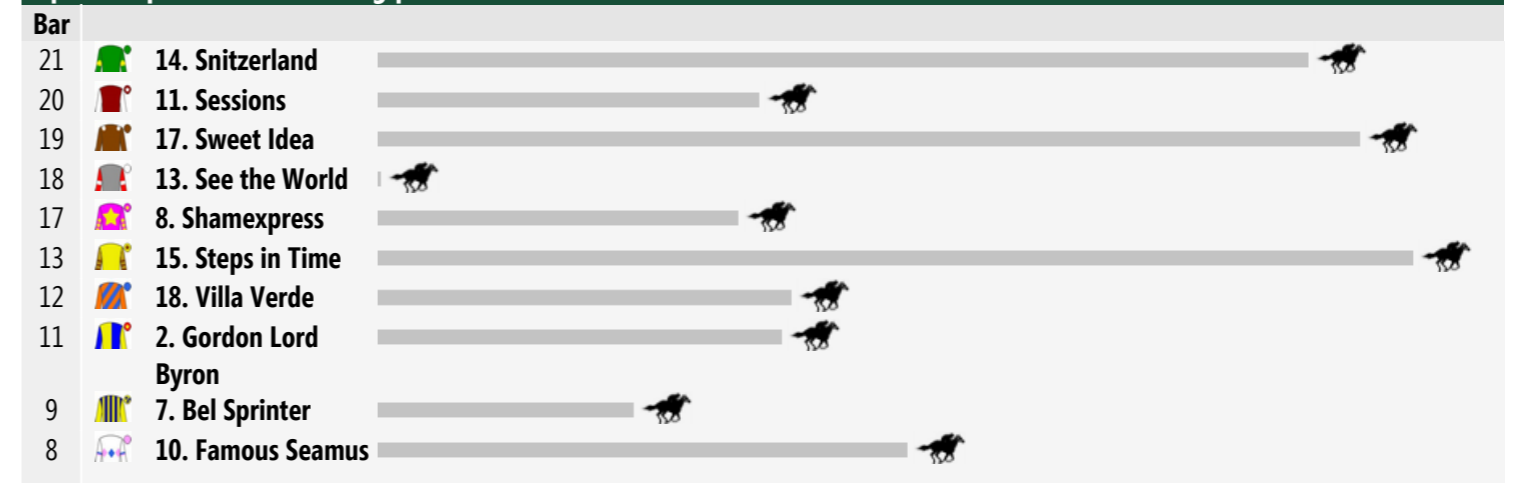 Bar
21 14. Snitzerland
20 11. Sessions
19 17. Sweet Idea
18 13. See the World
17 8. Shamexpress
13 15. Steps in Time
12 18. Villa Verde
11 2. Gordon Lord
Byron
9 7. Bel Sprinter
8 10. Famous Seamus